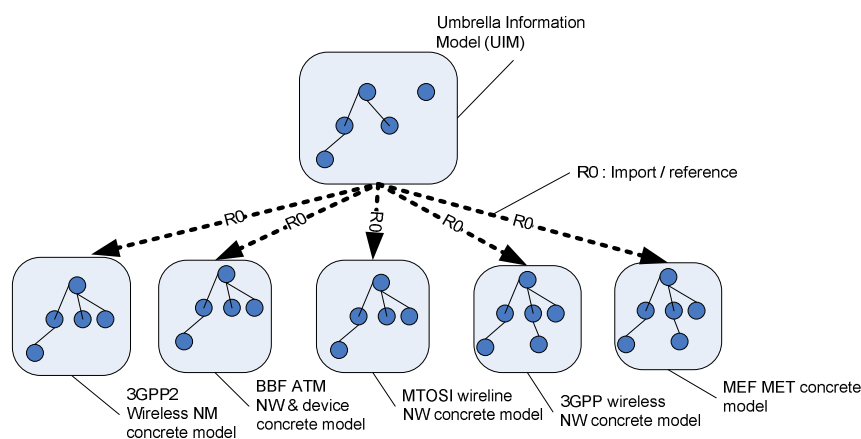 Umbrella Information
Model (UIM)
R0 : Import / reference
R0
R0
R0
R0
R0
3GPP2
Wireless NM
concrete model
BBF ATM
NW & device
concrete model
MTOSI wireline
NW concrete model
3GPP wireless
NW concrete model
MEF MET concrete
model